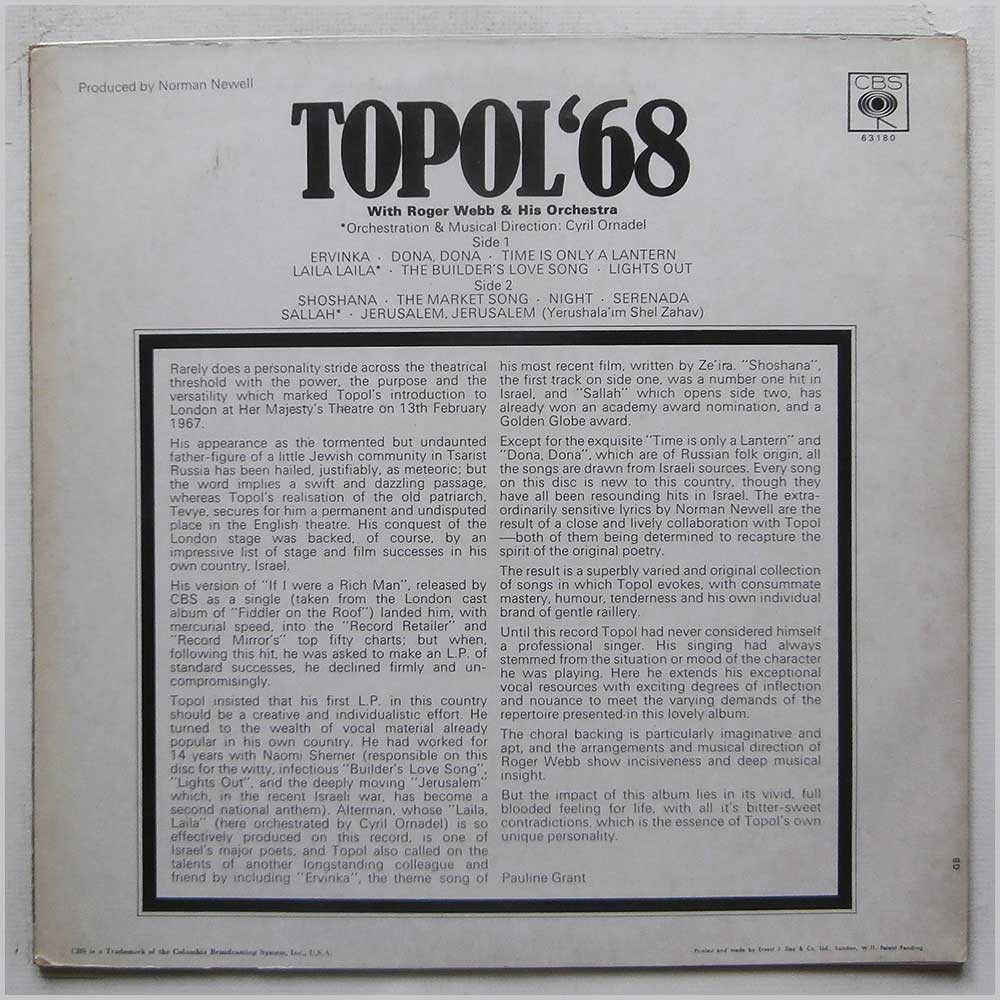 Produced by Norman Newell
CBS
63180
TOPOL '68
With Roger Webb & His Orchestra
*Orchestration & Musical Direction: Cyril Ornadel
Side 1
ERVINKA · DONA, DONA · TIME IS ONLY A LANTERN
LAILA LAILA* · THE BUILDER'S LOVE SONG · LIGHTS OUT
Side 2
SHOSHANA · THE MARKET SONG · NIGHT · SERENADA
SALLAH* · JERUSALEM, JERUSALEM (Yerushala'im Shel Zahav)
Rarely does a personality stride across the theatrical
threshold with the power, the purpose and the
versatility which marked Topol's introduction to
London at Her Majesty's Theatre on 13th February
1967.
His appearance as the tormented but undaunted
father-figure of a little Jewish community in Tsarist
Russia has been hailed, justifiably, as meteoric; but
the word implies a swift and dazzling passage,
whereas Topol's realisation of the old patriarch,
Tevye, secures for him a permanent and undisputed
place in the English theatre. His conquest of the
London stage was backed, of course, by an
impressive list of stage and film successes in his
own country, Israel.
His version of "If I were a Rich Man", released by
CBS as a single (taken from the London cast
album of "Fiddler on the Roof") landed him, with
mercurial speed, into the "Record Retailer" and
"Record Mirror's" top fifty charts; but when,
following this hit, he was asked to make an L.P. of
standard successes, he declined firmly and un-
compromisingly.
Topol insisted that his first L.P. in this country
should be a creative and individualistic effort. He
turned to the wealth of vocal material already
popular in his own country. He had worked for
14 years with Naomi Shemer (responsible on this
disc for the witty, infectious "Builder's Love Song",
"Lights Out", and the deeply moving "Jerusalem"
which, in the recent Israeli war, has become a
second national anthem). Alterman, whose "Laila,
Laila" (here orchestrated by Cyril Ornadel) is so
effectively produced on this record, is one of
Israel's major poets, and Topol also called on the
talents of another longstanding colleague and
friend by including "Ervinka", the theme song of
his most recent film, written by Ze'ira. "Shoshana",
the first track on side one, was a number one hit in
Israel, and "Sallah" which opens side two, has
already won an academy award nomination, and a
Golden Globe award.
Except for the exquisite "Time is only a Lantern" and
"Dona, Dona", which are of Russian folk origin, all
the songs are drawn from Israeli sources. Every song
on this disc is new to this country, though they
have all been resounding hits in Israel. The extra-
ordinarily sensitive lyrics by Norman Newell are the
result of a close and lively collaboration with Topol
—both of them being determined to recapture the
spirit of the original poetry.
The result is a superbly varied and original collection
of songs in which Topol evokes, with consummate
mastery, humour, tenderness and his own individual
brand of gentle raillery.
Until this record Topol had never considered himself
a professional singer. His singing had always
stemmed from the situation or mood of the character
he was playing. Here he extends his exceptional
vocal resources with exciting degrees of inflection
and nouance to meet the varying demands of the
repertoire presented in this lovely album.
The choral backing is particularly imaginative and
apt, and the arrangements and musical direction of
Roger Webb show incisiveness and deep musical
insight.
But the impact of this album lies in its vivid, full
blooded feeling for life, with all it's bitter-sweet
contradictions, which is the essence of Topol's own
unique personality.
Pauline Grant
GB
CBS is a Trademark of the Columbia Broadcasting System, Inc., U.S.A.
Printed and made by Ernest J. Day & Co. Ltd., London, W.11. Patent Pending